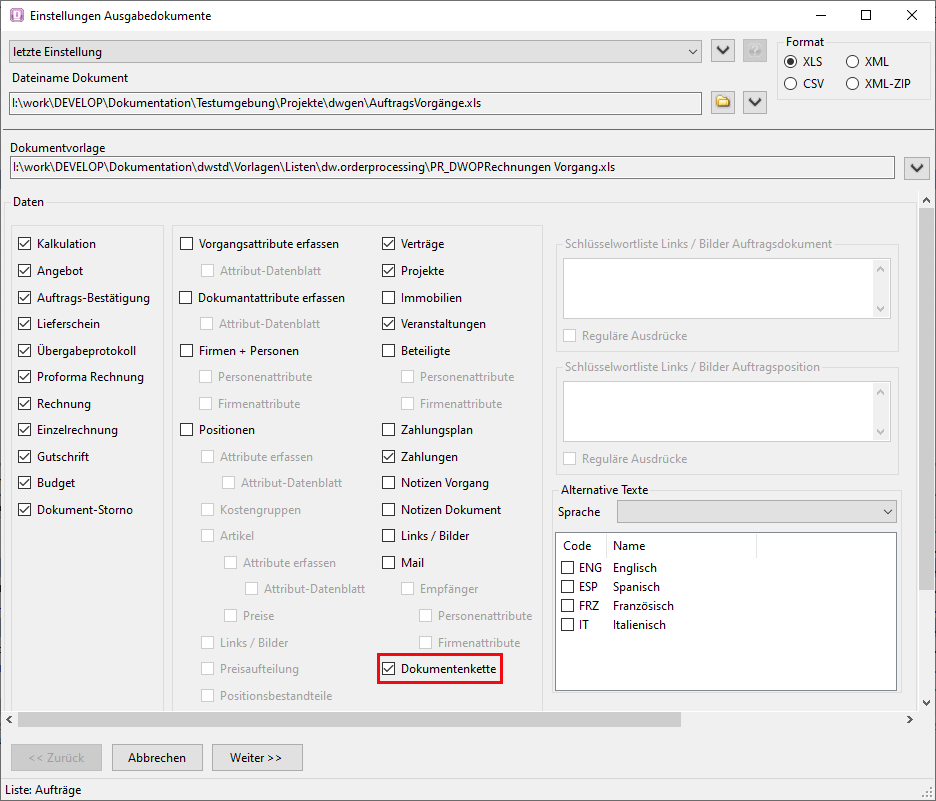 Einstellungen Ausgabedokumente
letzte Einstellung
Format
XLS
XML
CSV
XML-ZIP
Dateiname Dokument
I:\work\DEVELOP\Dokumentation\Testumgebung\Projekte\dwgen\AuftragsVorgänge.xls
Dokumentvorlage
I:\work\DEVELOP\Dokumentation\dwstd\Vorlagen\Listen\dw.orderprocessing\PR_DWOPRechnungen Vorgang.xls
Daten
Kalkulation
Angebot
Auftrags-Bestätigung
Lieferschein
Übergabeprotokoll
Proforma Rechnung
Rechnung
Einzelrechnung
Gutschrift
Budget
Dokument-Storno
Vorgangsattribute erfassen
Attribut-Datenblatt
Dokumantattribute erfassen
Attribut-Datenblatt
Firmen + Personen
Personenattribute
Firmenattribute
Positionen
Attribute erfassen
Attribut-Datenblatt
Kostengruppen
Artikel
Attribute erfassen
Attribut-Datenblatt
Preise
Links / Bilder
Preisaufteilung
Positionsbestandteile
Verträge
Projekte
Immobilien
Veranstaltungen
Beteiligte
Personenattribute
Firmenattribute
Zahlungsplan
Zahlungen
Notizen Vorgang
Notizen Dokument
Links / Bilder
Mail
Empfänger
Personenattribute
Firmenattribute
Dokumentenkette
Schlüsselwortliste Links / Bilder Auftragsdokument
Reguläre Ausdrücke
Schlüsselwortliste Links / Bilder Auftragsposition
Reguläre Ausdrücke
Alternative Texte
Sprache
Code Name
ENG Englisch
ESP Spanisch
FRZ Französisch
IT Italienisch
<< Zurück
Abbrechen
Weiter >>
Liste: Aufträge